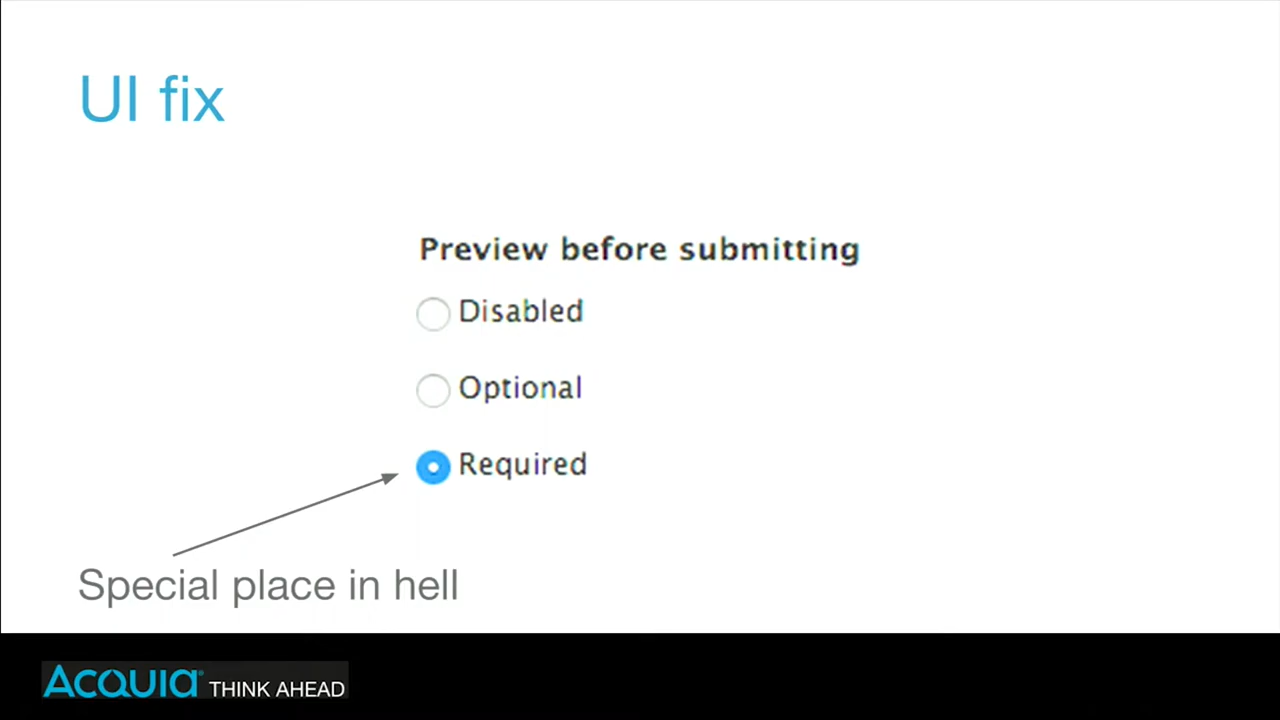 UI fix
Preview before submitting
Disabled
Optional
Required
Special place in hell
Acquia THINK AHEAD